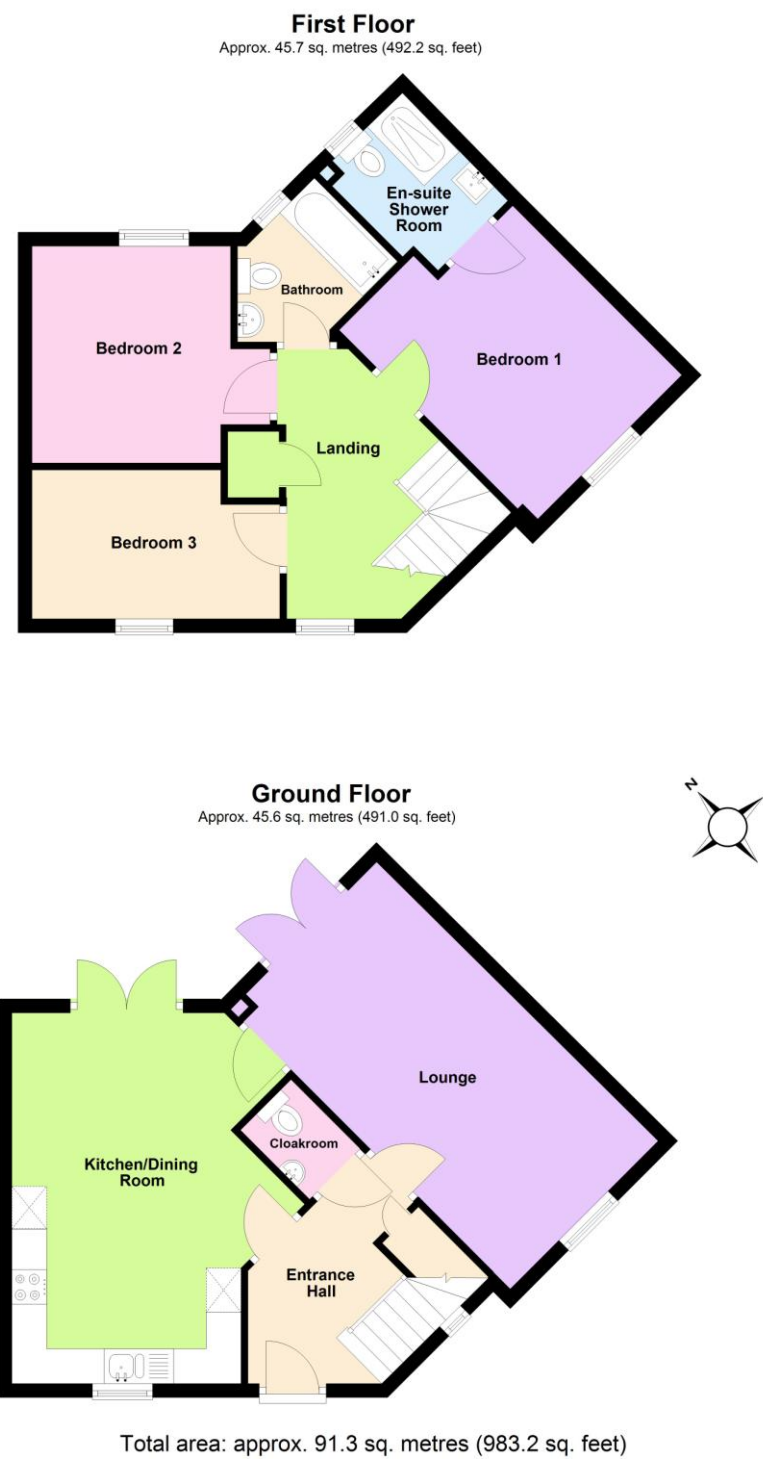 First Floor
Approx. 45.7 sq. metres (492.2 sq. feet)
En-suite
Shower
Room
Bathroom
Bedroom 2
Bedroom 1
Landing
Bedroom 3
Ground Floor
Approx. 45.6 sq. metres (491.0 sq. feet)
N
Lounge
Cloakroom
Kitchen/Dining
Room
Entrance
Hall
Total area: approx. 91.3 sq. metres (983.2 sq. feet)